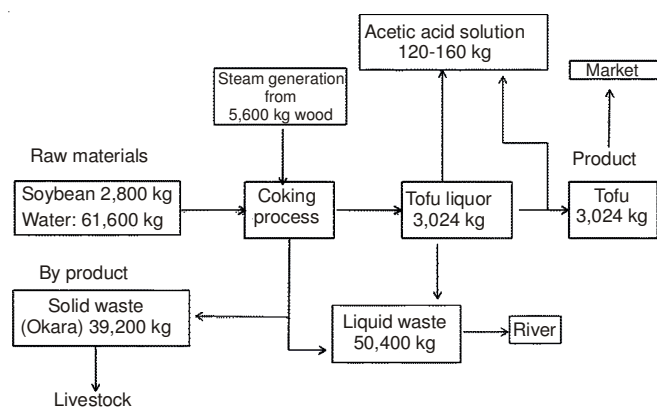 Acetic acid solution
120-160 kg
Market
Steam generation
from
5,600 kg wood
Raw materials
Product
Soybean 2,800 kg
Water: 61,600 kg
Coking
process
Tofu liquor
3,024 kg
Tofu
3,024 kg
By product
Solid waste
(Okara) 39,200 kg
Liquid waste
50,400 kg
River
Livestock